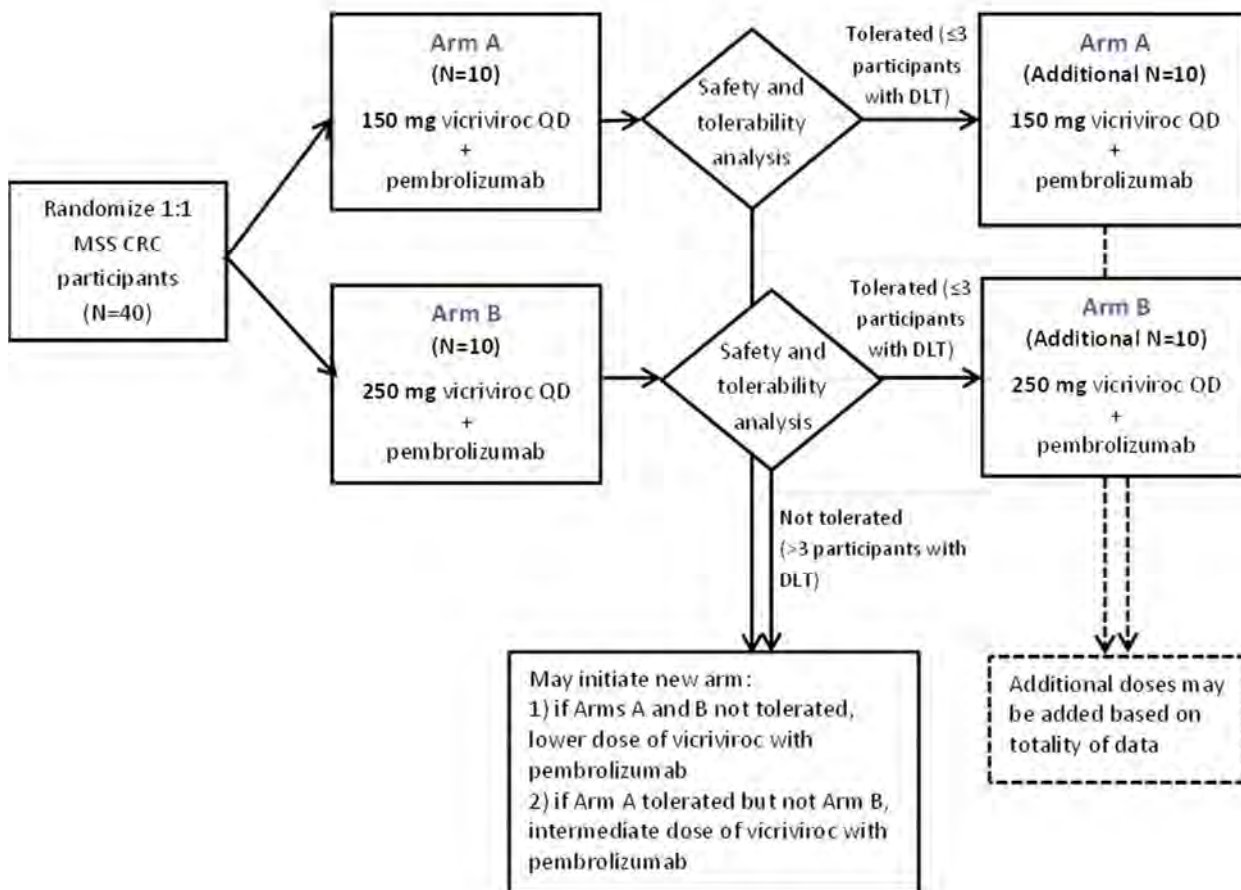 Randomize 1:1
MSS CRC
participants
(N=40)
Arm A
(N=10)
150 mg vicriviroc QD
+
pembrolizumab
Safety and
tolerability
analysis
Tolerated (≤3
participants
with DLT)
Arm A
(Additional N=10)
150 mg vicriviroc QD
+
pembrolizumab
Arm B
(N=10)
250 mg vicriviroc QD
+
pembrolizumab
Safety and
tolerability
analysis
Tolerated (≤3
participants
with DLT)
Arm B
(Additional N=10)
250 mg vicriviroc QD
+
pembrolizumab
Not tolerated
(>3 participants with
DLT)
May initiate new arm:
1) if Arms A and B not tolerated,
lower dose of vicriviroc with
pembrolizumab
2) if Arm A tolerated but not Arm B,
intermediate dose of vicriviroc with
pembrolizumab
Additional doses may
be added based on
totality of data